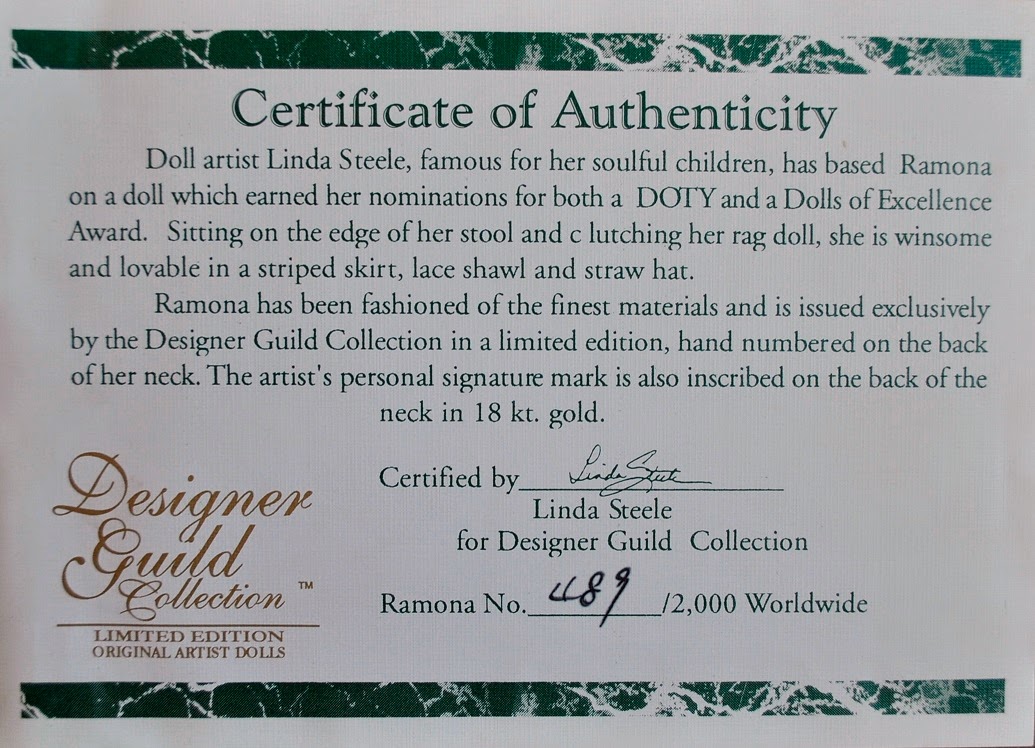 Certificate of Authenticity
Doll artist Linda Steele, famous for her soulful children, has based Ramona
on a doll which earned her nominations for both a DOTY and a Dolls of Excellence
Award. Sitting on the edge of her stool and c lutching her rag doll, she is winsome
and lovable in a striped skirt, lace shawl and straw hat.
Ramona has been fashioned of the finest materials and is issued exclusively
by the Designer Guild Collection in a limited edition, hand numbered on the back
of her neck. The artist's personal signature mark is also inscribed on the back of the
neck in 18 kt. gold.
Designer
Guild
Collection ™
LIMITED EDITION
ORIGINAL ARTIST DOLLS
Certified by Linda Steele
Linda Steele
for Designer Guild Collection
Ramona No. 489 /2,000 Worldwide